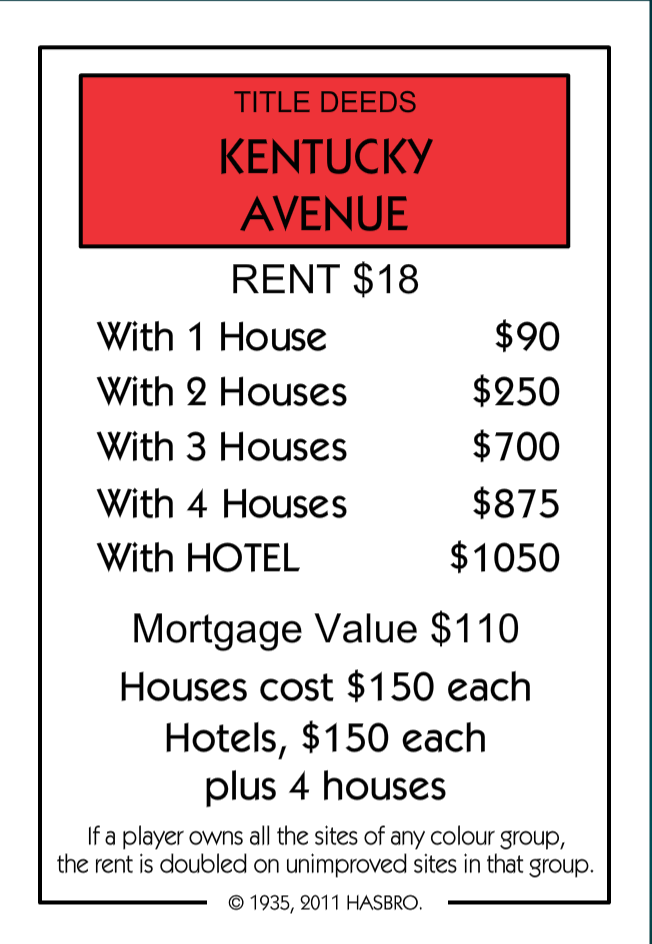 TITLE DEEDS
KENTUCKY
AVENUE
RENT $18
With 1 House $90
With 2 Houses $250
With 3 Houses $700
With 4 Houses $875
With HOTEL $1050
Mortgage Value $110
Houses cost $150 each
Hotels, $150 each
plus 4 houses
If a player owns all the sites of any colour group,
the rent is doubled on unimproved sites in that group.
© 1935, 2011 HASBRO.